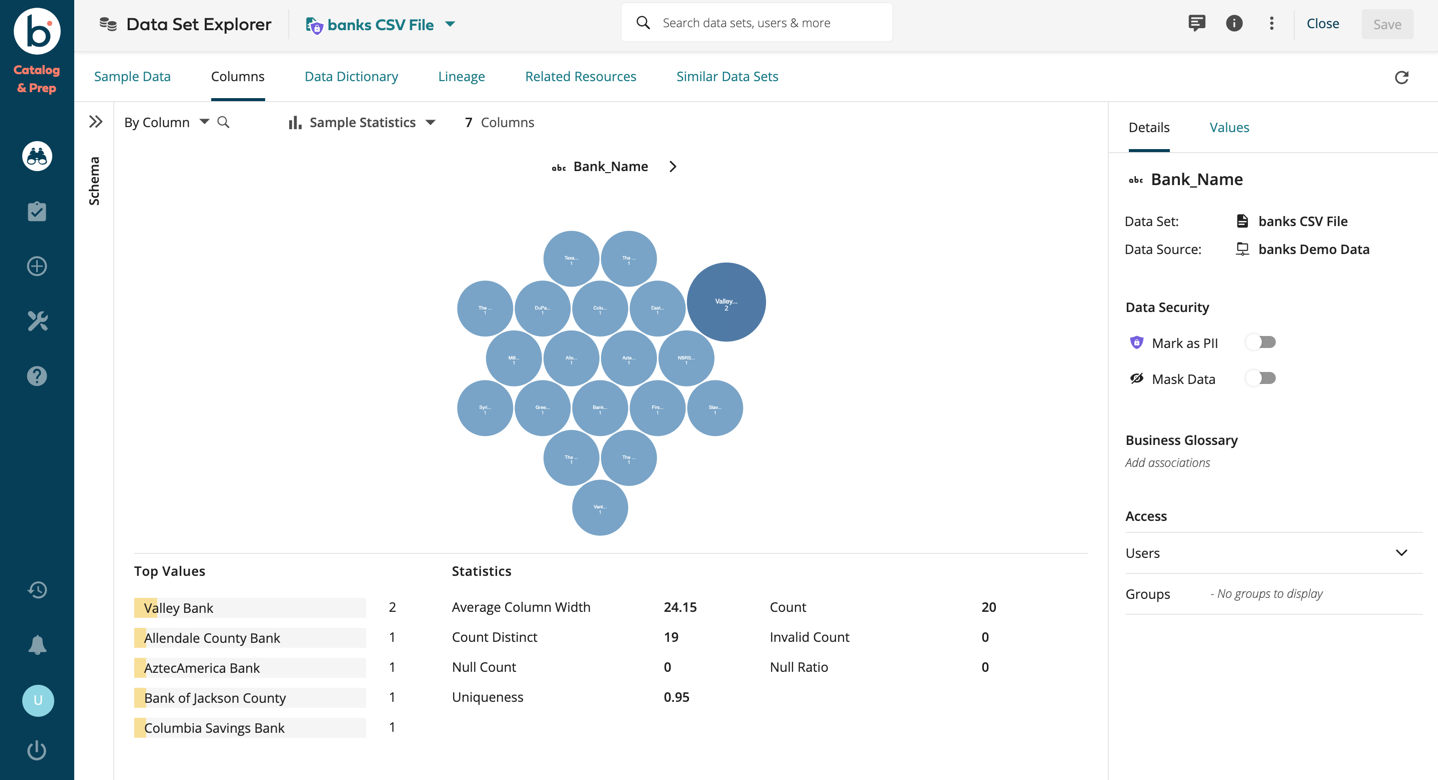 b
Catalog
& Prep
Data Set Explorer
banks CSV File
Search data sets, users & more
Close
Save
Sample Data
Columns
Data Dictionary
Lineage
Related Resources
Similar Data Sets
By Column
Sample Statistics
7 Columns
Schema
abc Bank_Name
Tess...
1
The ...
1
Valley...
2
The ...
1
DuPa...
1
Colu...
1
East...
1
Mill...
1
Alle...
1
Azte...
1
NBRS...
1
Syri...
1
Gree...
1
Bank...
1
Firs...
1
Slav...
1
The ...
1
The ...
1
Vant...
1
Top Values
Valley Bank 2
Allendale County Bank 1
AztecAmerica Bank 1
Bank of Jackson County 1
Columbia Savings Bank 1
Statistics
Average Column Width 24.15
Count 20
Count Distinct 19
Invalid Count 0
Null Count 0
Null Ratio 0
Uniqueness 0.95
Details
Values
abc Bank_Name
Data Set: banks CSV File
Data Source: banks Demo Data
Data Security
Mark as PII
Mask Data
Business Glossary
Add associations
Access
Users
Groups - No groups to display
U